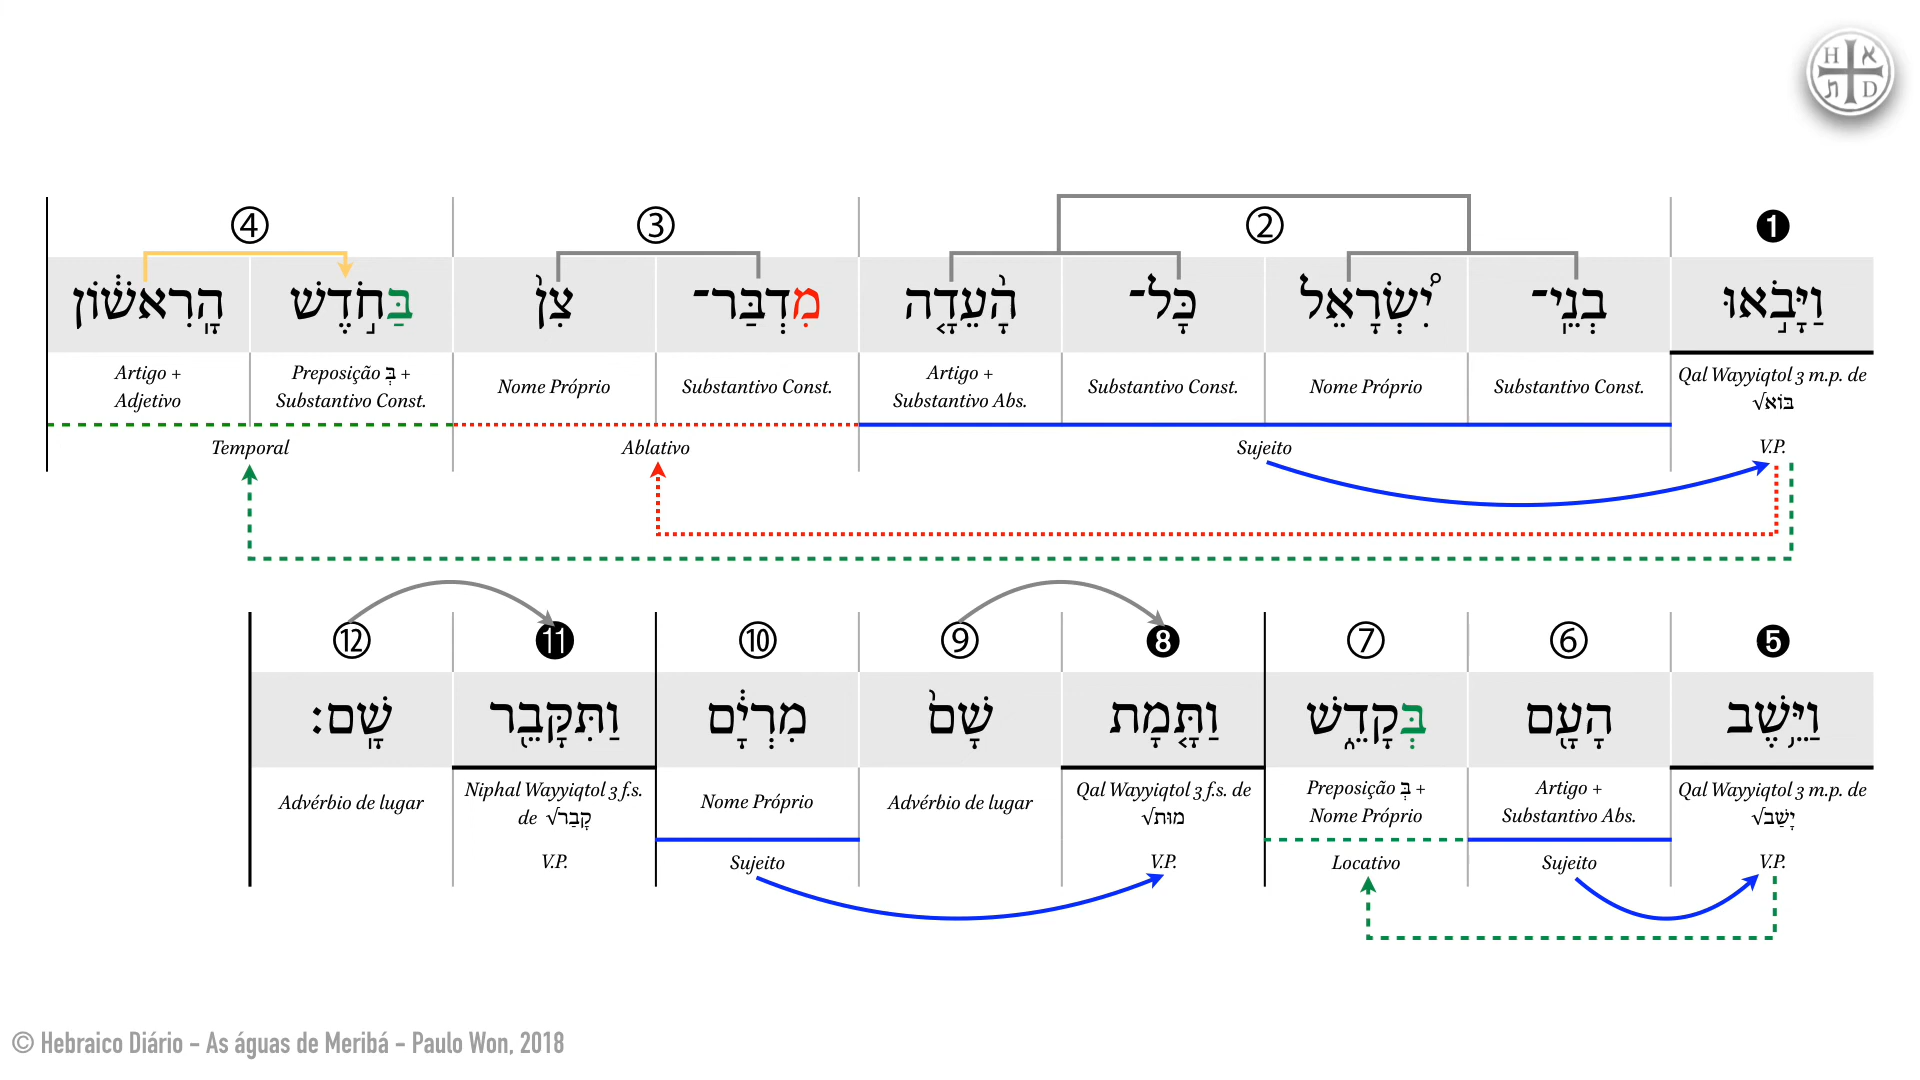 H א
ת D
④ ③ ② ❶
וַיָּבֹ֣אוּ בְנֵֽי־ יִ֠שְׂרָאֵל כָּל־ הָ֨עֵדָ֤ה מִדְבַּר־ צִן֙ בַּחֹ֣דֶשׁ הָֽרִאשׁ֔וֹן
Qal Wayyiqtol 3 m.p. de √בּוֹא
Substantivo Const.
Nome Próprio
Substantivo Const.
Artigo +
Substantivo Abs.
Substantivo Const.
Nome Próprio
Preposição בְּ +
Substantivo Const.
Artigo +
Adjetivo
V.P.
Sujeito
Ablativo
Temporal
⑫ ⓫ ⑩ ⑨ ❽ ⑦ ⑥ ❺
וַיֵּ֥שֶׁב הָעָ֖ם בְּקָדֵ֑שׁ וַתָּ֤מָת שָׁם֙ מִרְיָ֔ם וַתִּקָּבֵ֖ר שָֽׁם׃
Qal Wayyiqtol 3 m.p. de
√יָשַׁב
Artigo +
Substantivo Abs.
Preposição בְּ +
Nome Próprio
Qal Wayyiqtol 3 f.s. de
√מוּת
Advérbio de lugar
Nome Próprio
Niphal Wayyiqtol 3 f.s.
de √קָבַר
Advérbio de lugar
V.P.
Sujeito
Locativo
V.P.
Sujeito
V.P.
© Hebraico Diário – As águas de Meribá – Paulo Won, 2018